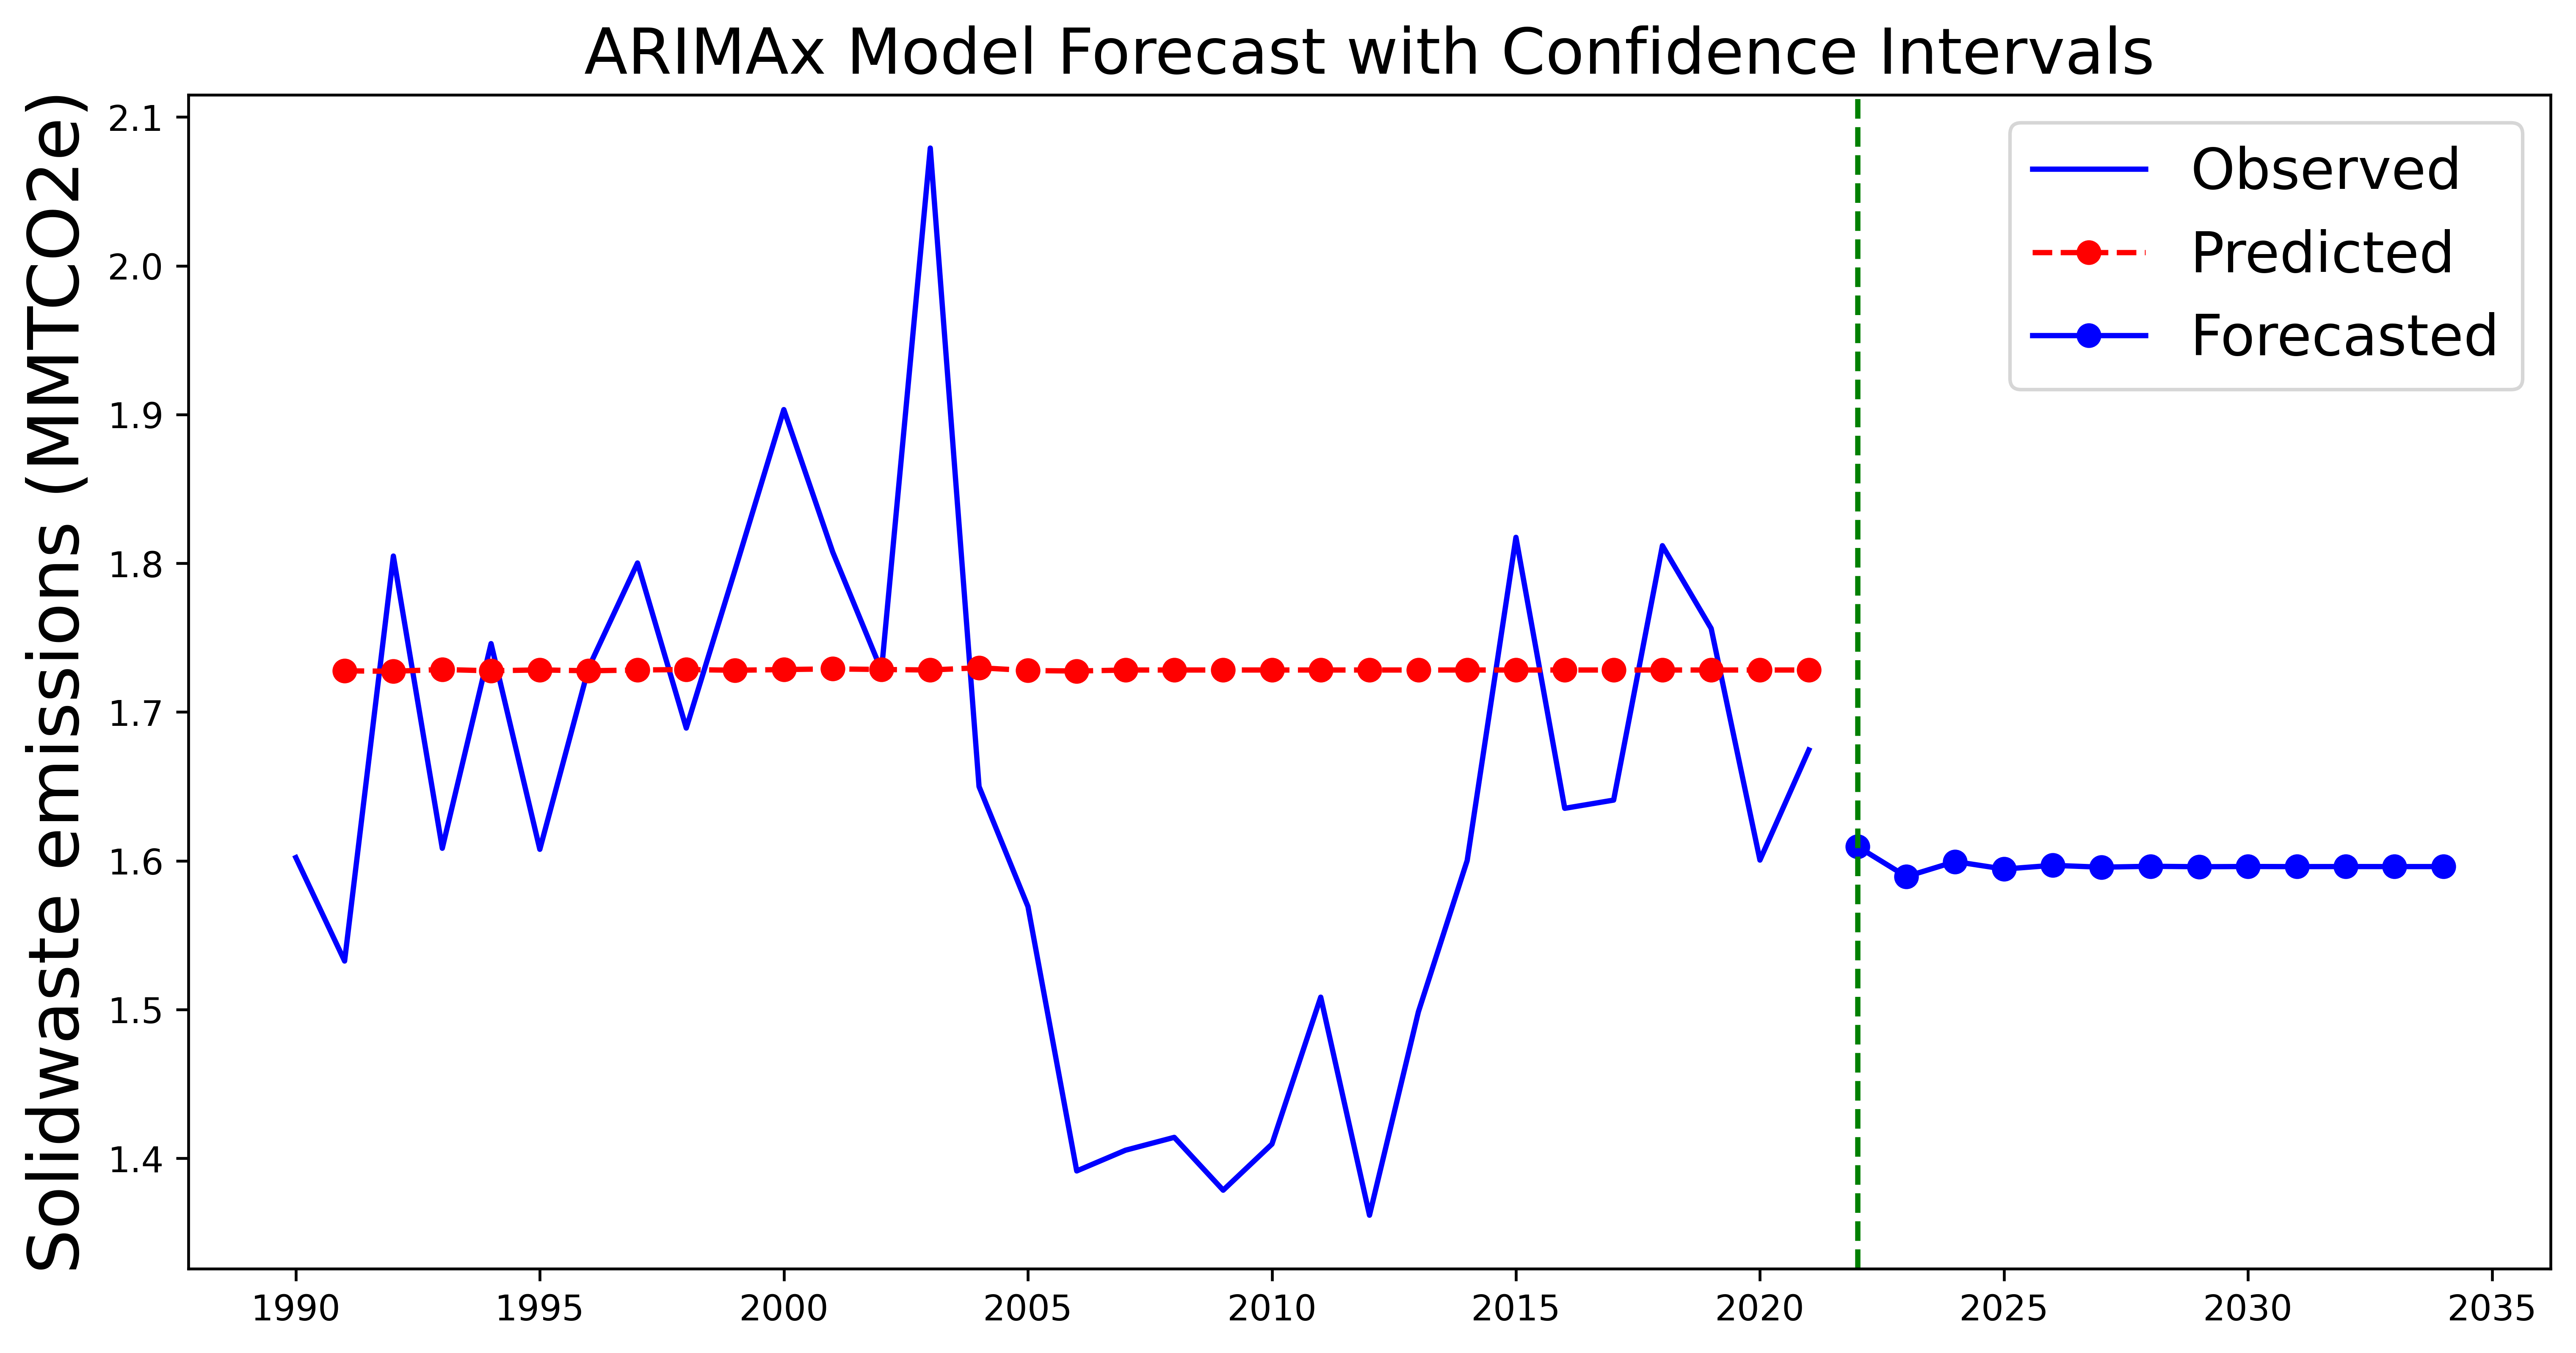 ARIMAx Model Forecast with Confidence Intervals
Solidwaste emissions (MMTCO2e)
2.1
2.0
1.9
1.8
1.7
1.6
1.5
1.4
Observed
Predicted
Forecasted
1990 1995 2000 2005 2010 2015 2020 2025 2030 2035